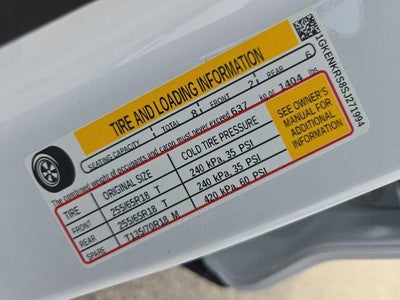 TIRE AND LOADING INFORMATION
SEATING CAPACITY TOTAL 8 FRONT 2 REAR 6
The combined weight of occupants and cargo must never exceed 637 kg or 1404 lbs
TIRE ORIGINAL SIZE COLD TIRE PRESSURE
FRONT 255/65R18 T 240 kPa, 35 PSI
REAR 255/65R18 T 240 kPa, 35 PSI
SPARE T135/70R18 M 420 kPa, 60 PSI
SEE OWNER'S
MANUAL FOR
ADDITIONAL
INFORMATION
1GKENKRS8SJ271994